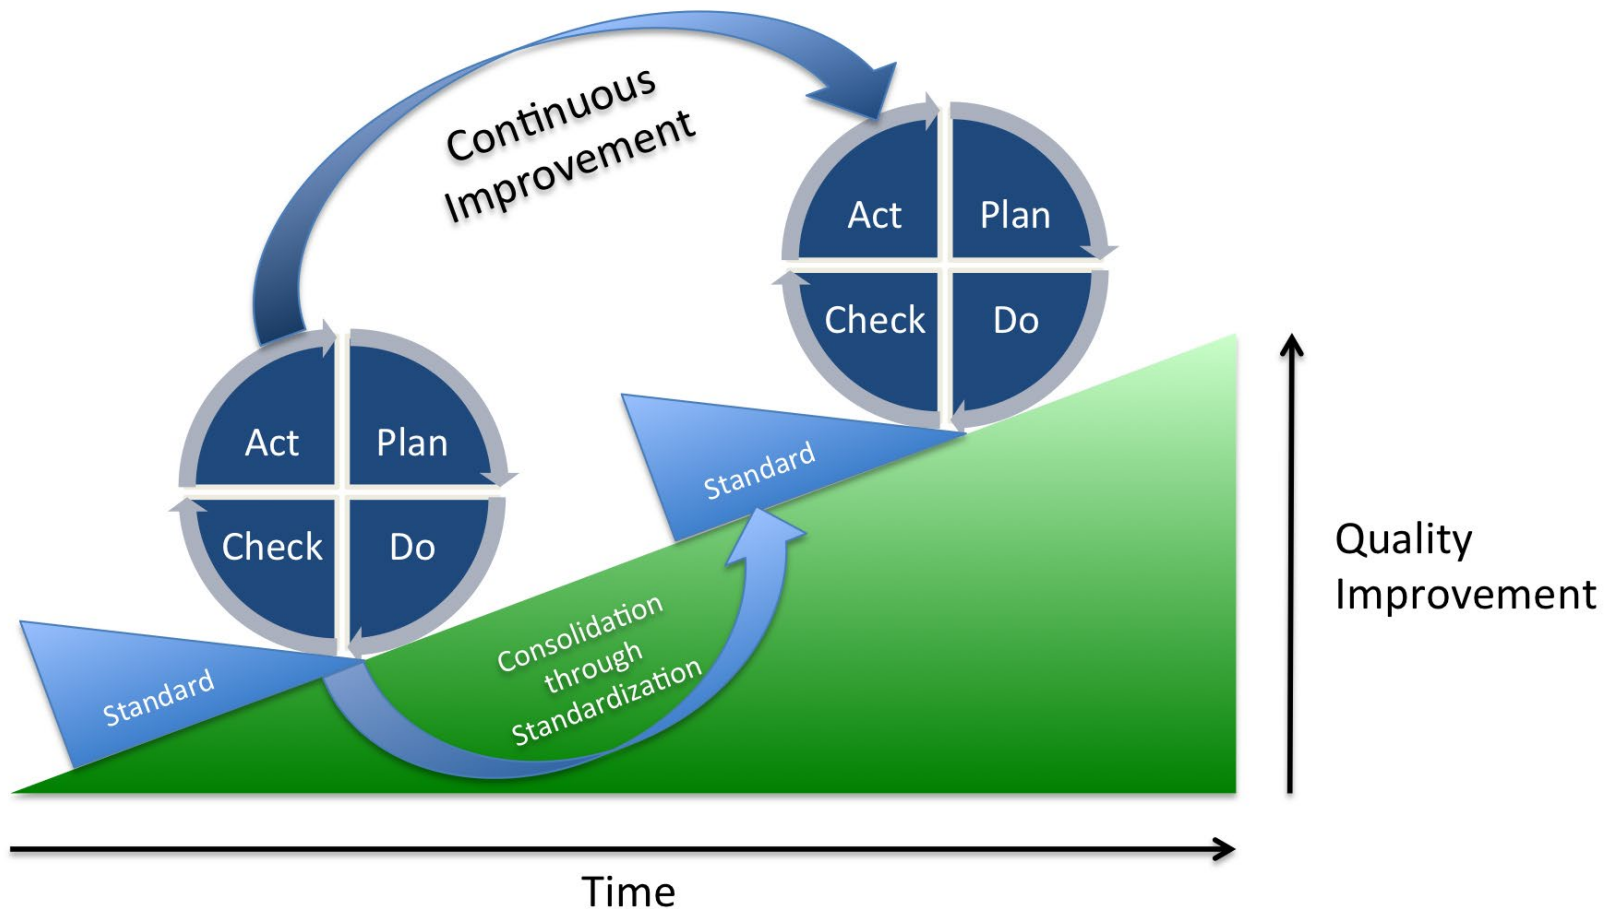 Continuous
Improvement
Act
Plan
Check
Do
Act
Plan
Check
Do
Standard
Standard
Consolidation
through
Standardization
Quality
Improvement
Time